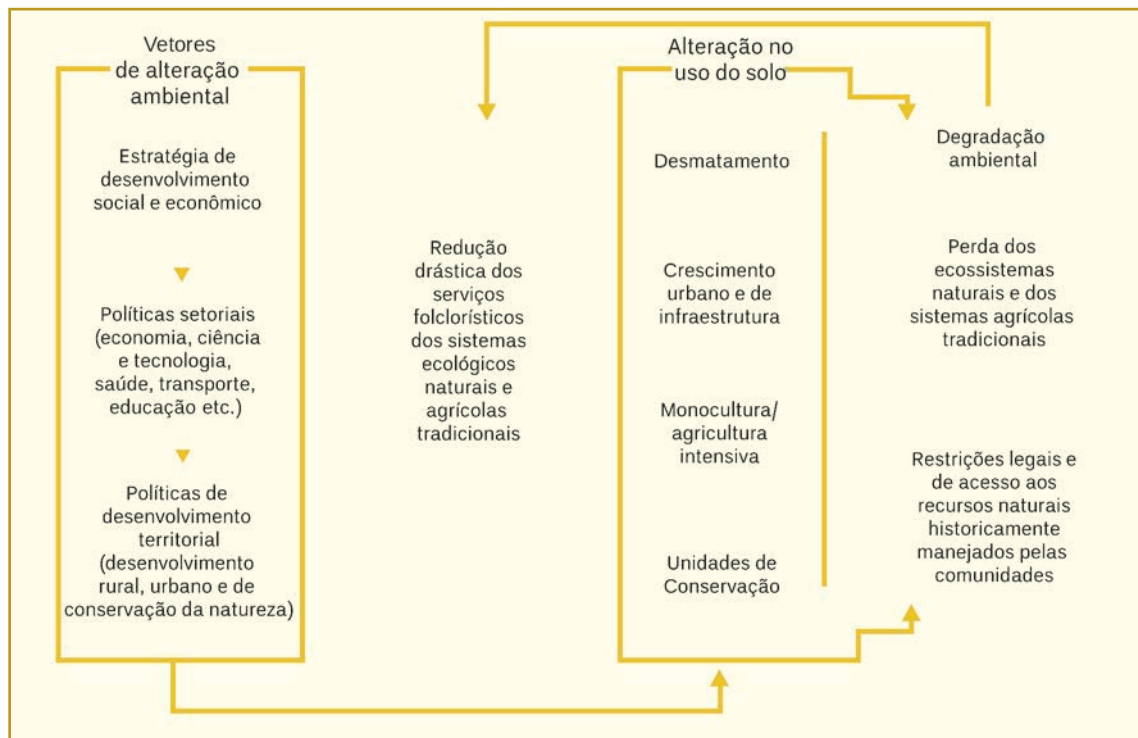 Vetores
de alteração
ambiental
Estratégia de
desenvolvimento
social e econômico
Políticas setoriais
(economia, ciência
e tecnologia,
saúde, transporte,
educação etc.)
Políticas de
desenvolvimento
territorial
(desenvolvimento
rural, urbano e de
conservação da natureza)
Redução
drástica dos
serviços
folclorísticos
dos sistemas
ecológicos
naturais e
agrícolas
tradicionais
Alteração no
uso do solo
Desmatamento
Crescimento
urbano e de
infraestrutura
Monocultura/
agricultura
intensiva
Unidades de
Conservação
Degradação
ambiental
Perda dos
ecossistemas
naturais e dos
sistemas agrícolas
tradicionais
Restrições legais e
de acesso aos
recursos naturais
historicamente
manejados pelas
comunidades